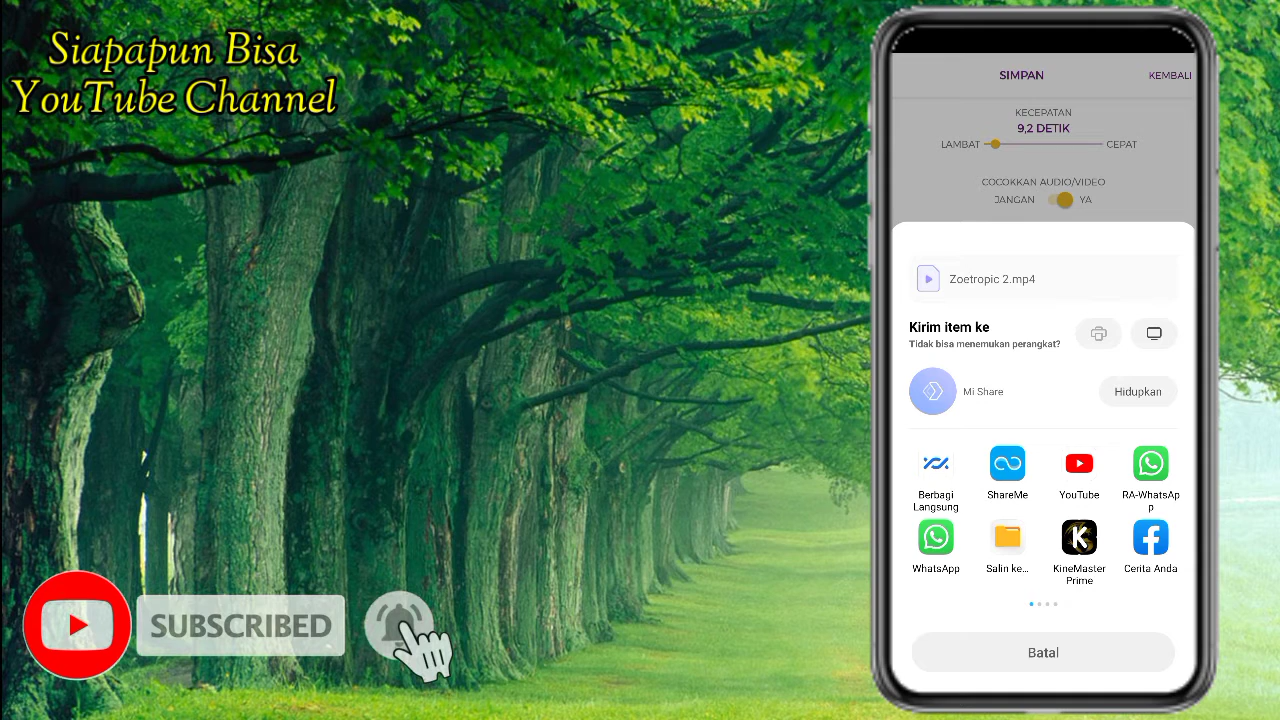 Siapapun Bisa
YouTube Channel
SIMPAN
KEMBALI
KECEPATAN
9,2 DETIK
LAMBAT
CEPAT
COCOKKAN AUDIO/VIDEO
JANGAN
YA
Zoetropic 2.mp4
Kirim item ke
Tidak bisa menemukan perangkat?
Mi Share
Hidupkan
Berbagi
Langsung
ShareMe
YouTube
RA-WhatsAp
p
WhatsApp
Salin ke...
KineMaster
Prime
Cerita Anda
Batal
SUBSCRIBED